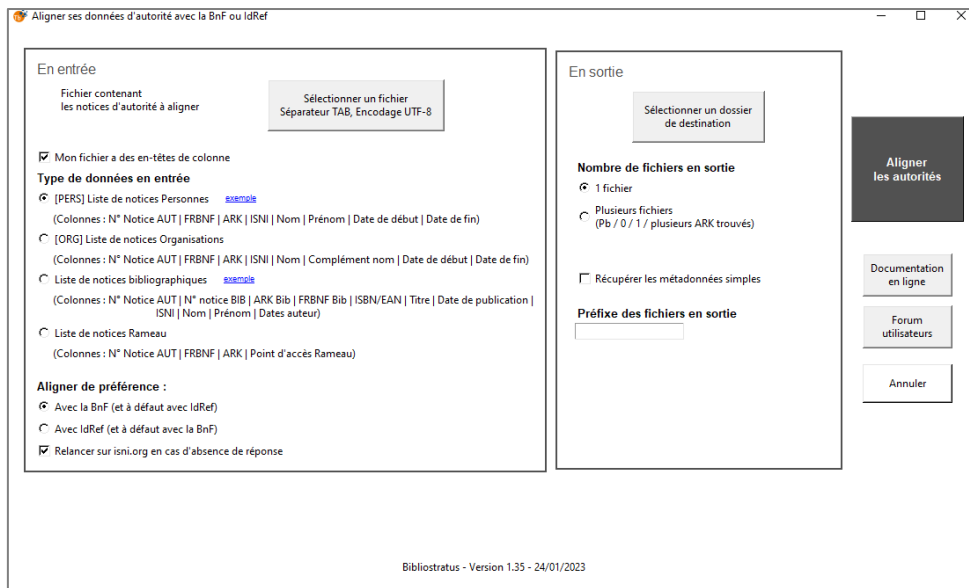 Aligner ses données d'autorité avec la BnF ou IdRef
En entrée
Fichier contenant
les notices d'autorité à aligner
Sélectionner un fichier
Séparateur TAB, Encodage UTF-8
Mon fichier a des en-têtes de colonne
Type de données en entrée
[PERS] Liste de notices Personnes exemple
(Colonnes : N° Notice AUT | FRBNF | ARK | ISNI | Nom | Prénom | Date de début | Date de fin)
[ORG] Liste de notices Organisations
(Colonnes : N° Notice AUT | FRBNF | ARK | ISNI | Nom | Complément nom | Date de début | Date de fin)
Liste de notices bibliographiques exemple
(Colonnes : N° Notice AUT | N° notice BIB | ARK Bib | FRBNF Bib | ISBN/EAN | Titre | Date de publication |
ISNI | Nom | Prénom | Dates auteur)
Liste de notices Rameau
(Colonnes : N° Notice AUT | FRBNF | ARK | Point d'accès Rameau)
Aligner de préférence :
Avec la BnF (et à défaut avec IdRef)
Avec IdRef (et à défaut avec la BnF)
Relancer sur isni.org en cas d'absence de réponse
En sortie
Sélectionner un dossier
de destination
Nombre de fichiers en sortie
1 fichier
Plusieurs fichiers
(Pb / 0 / 1 / plusieurs ARK trouvés)
Récupérer les métadonnées simples
Préfixe des fichiers en sortie
Aligner
les autorités
Documentation
en ligne
Forum
utilisateurs
Annuler
Bibliostratus - Version 1.35 - 24/01/2023